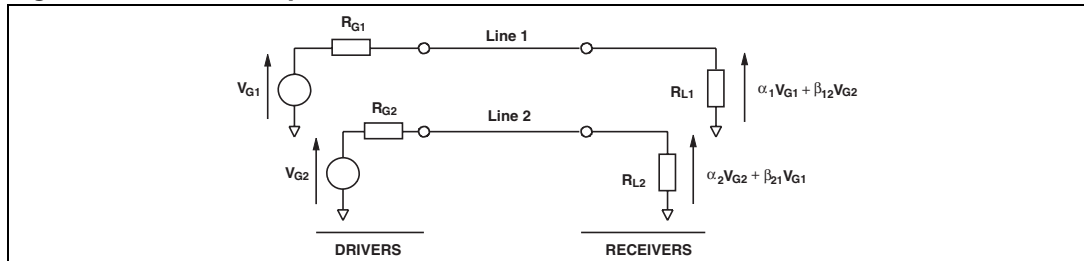 RG1
Line 1
VG1
RL1
α1VG1 + β12VG2
RG2
Line 2
VG2
RL2
α2VG2 + β21VG1
DRIVERS
RECEIVERS